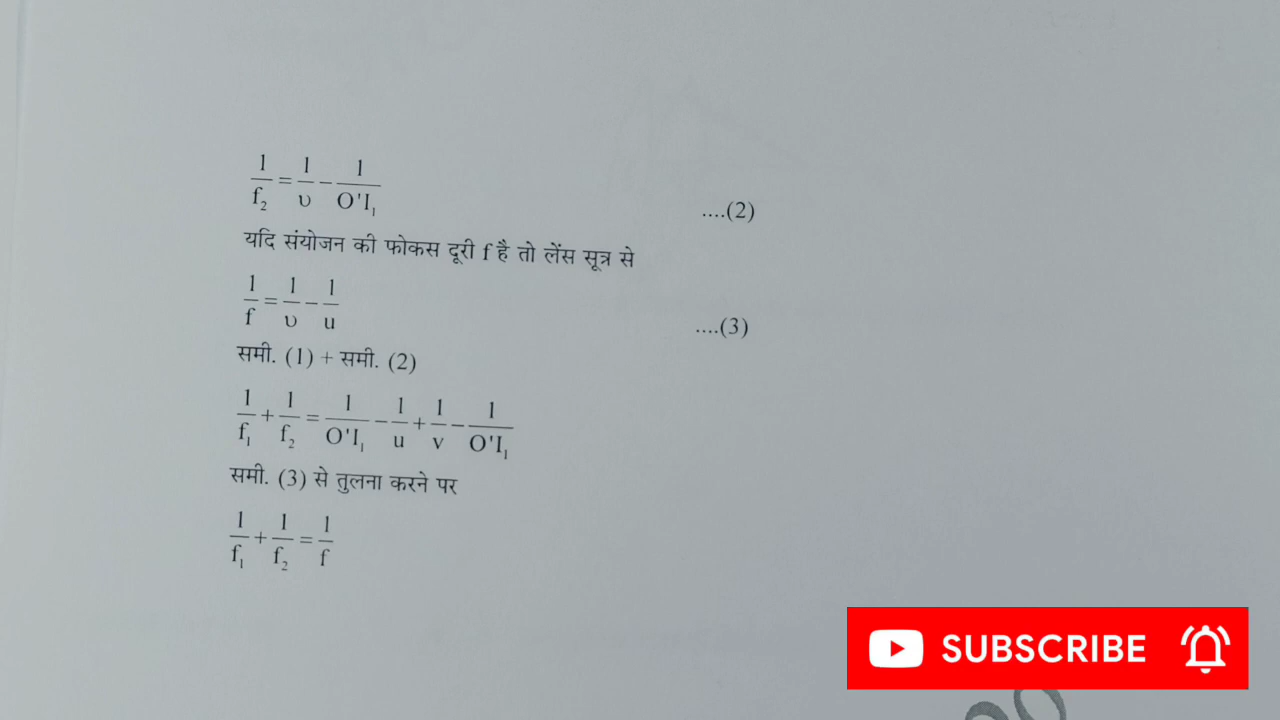 1/f₂ = 1/υ − 1/O'I₁ ....(2)
यदि संयोजन की फोकस दूरी f है तो लेंस सूत्र से
1/f = 1/υ − 1/u ....(3)
समी. (1) + समी. (2)
1/f₁ + 1/f₂ = 1/O'I₁ − 1/u + 1/v − 1/O'I₁
समी. (3) से तुलना करने पर
1/f₁ + 1/f₂ = 1/f
SUBSCRIBE